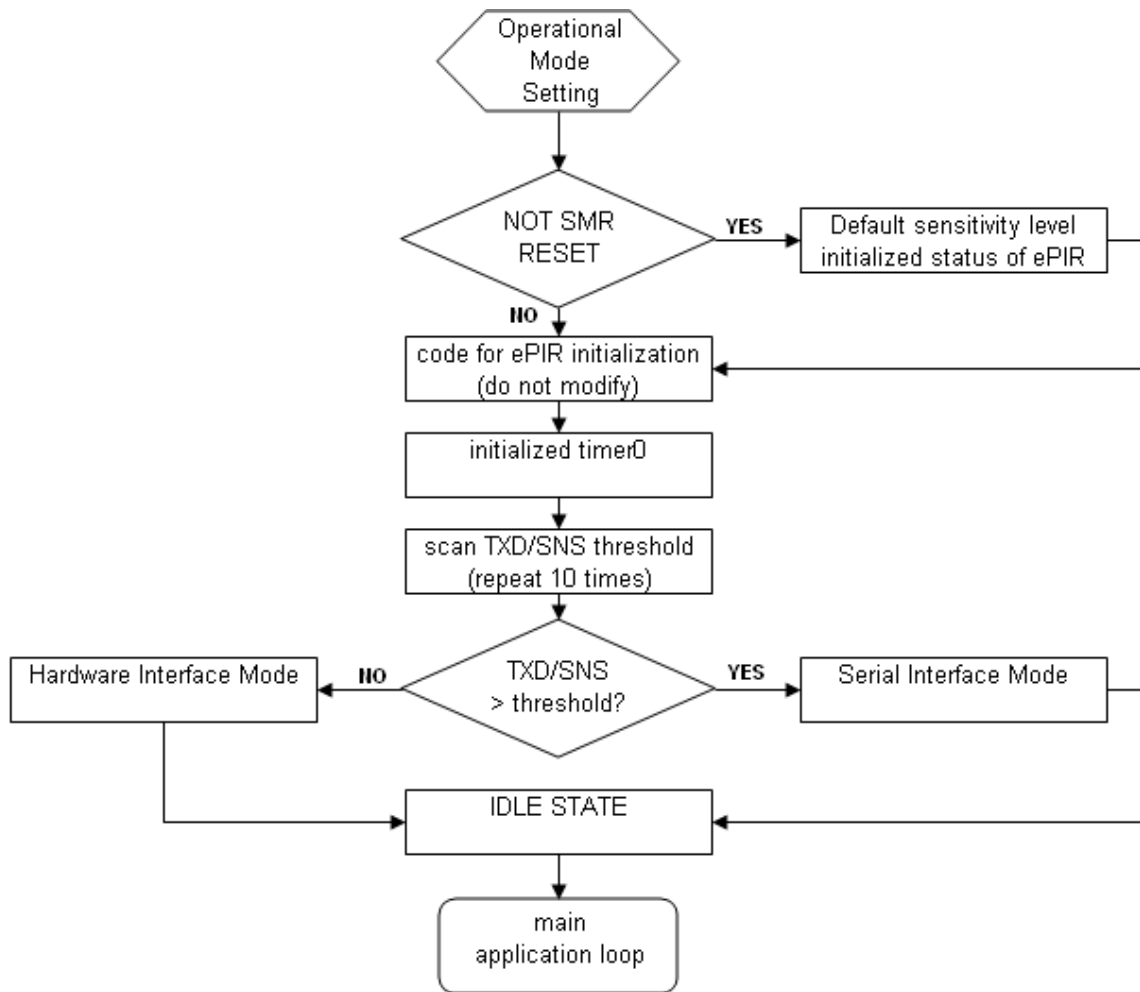 Operational
Mode
Setting
NOT SMR
RESET
YES
Default sensitivity level
initialized status of ePIR
NO
code for ePIR initialization
(do not modify)
initialized timer0
scan TXD/SNS threshold
(repeat 10 times)
Hardware Interface Mode
NO
TXD/SNS
> threshold?
YES
Serial Interface Mode
IDLE STATE
main
application loop